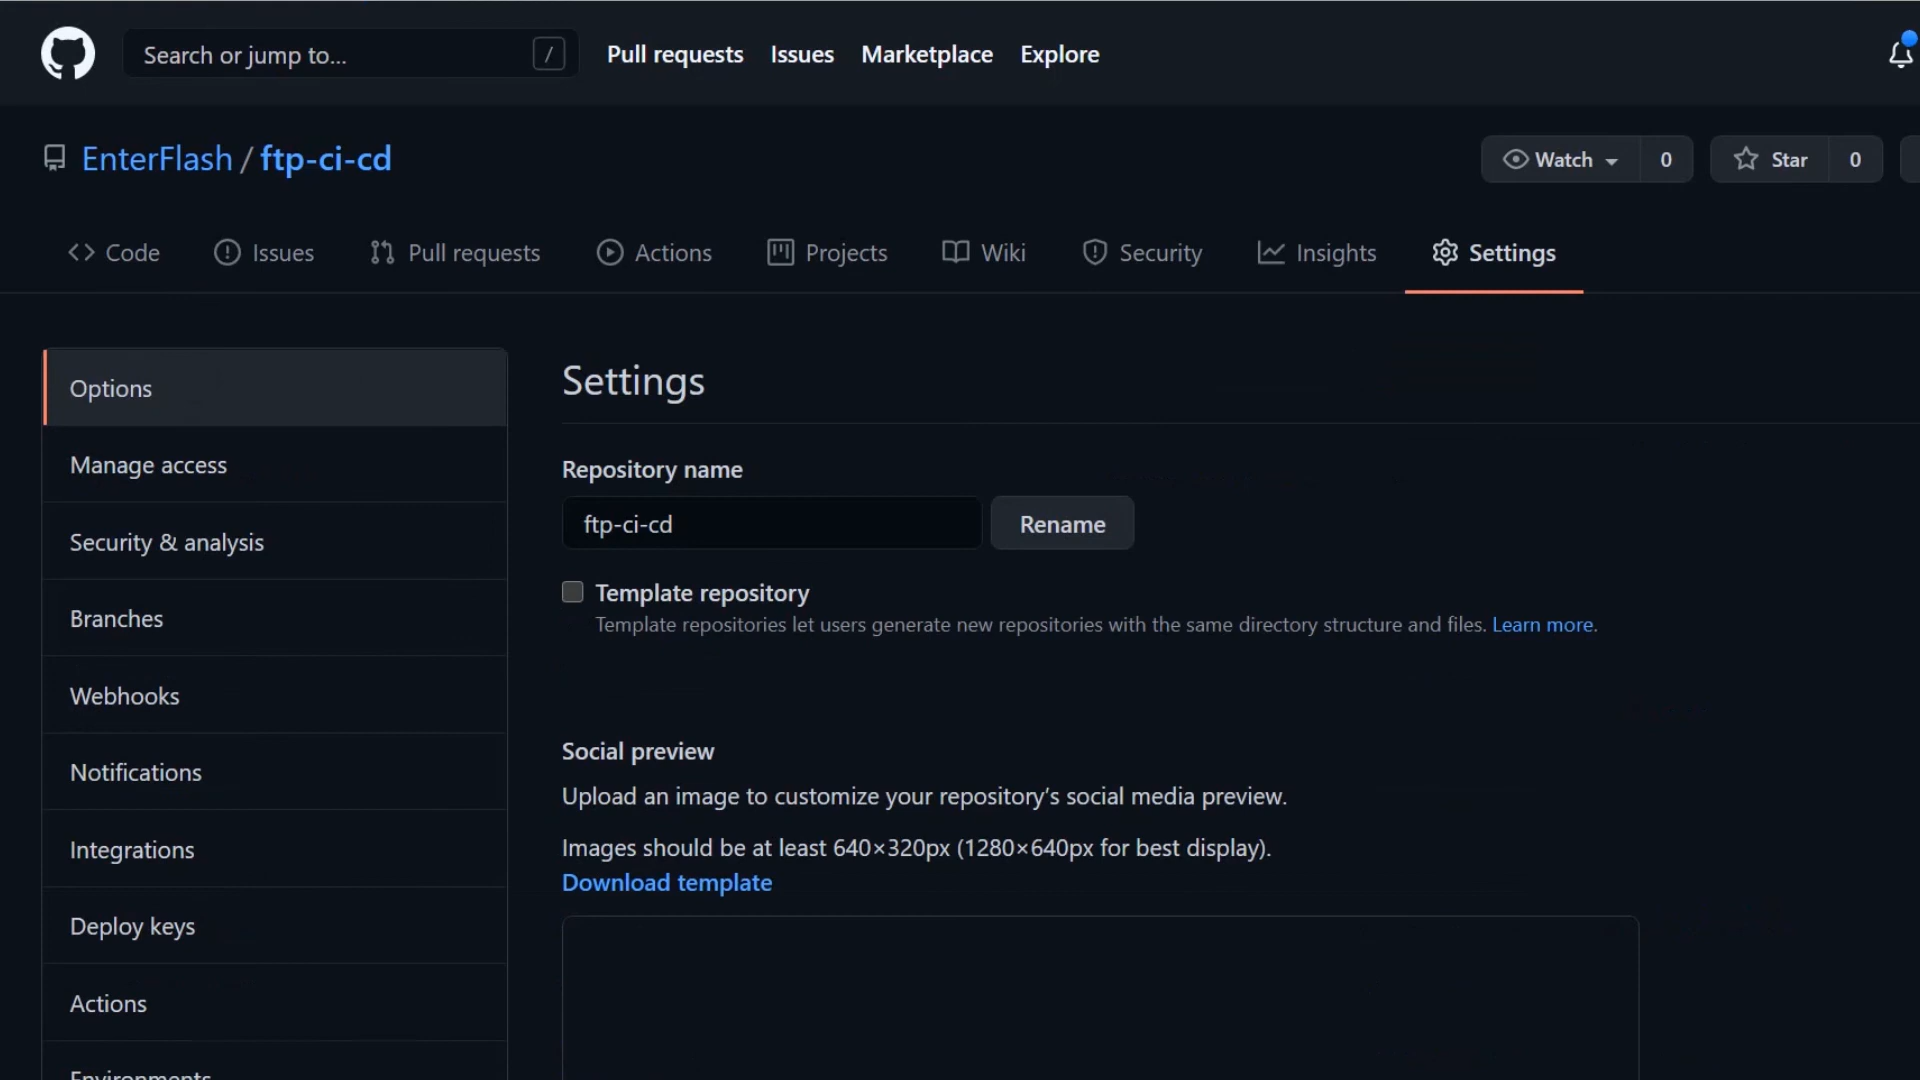 Search or jump to... /
Pull requests Issues Marketplace Explore
EnterFlash / ftp-ci-cd
Watch 0 Star 0
Code Issues Pull requests Actions Projects Wiki Security Insights Settings
Options
Manage access
Security & analysis
Branches
Webhooks
Notifications
Integrations
Deploy keys
Actions
Environments
Settings
Repository name
ftp-ci-cd Rename
Template repository
Template repositories let users generate new repositories with the same directory structure and files. Learn more.
Social preview
Upload an image to customize your repository’s social media preview.
Images should be at least 640×320px (1280×640px for best display).
Download template